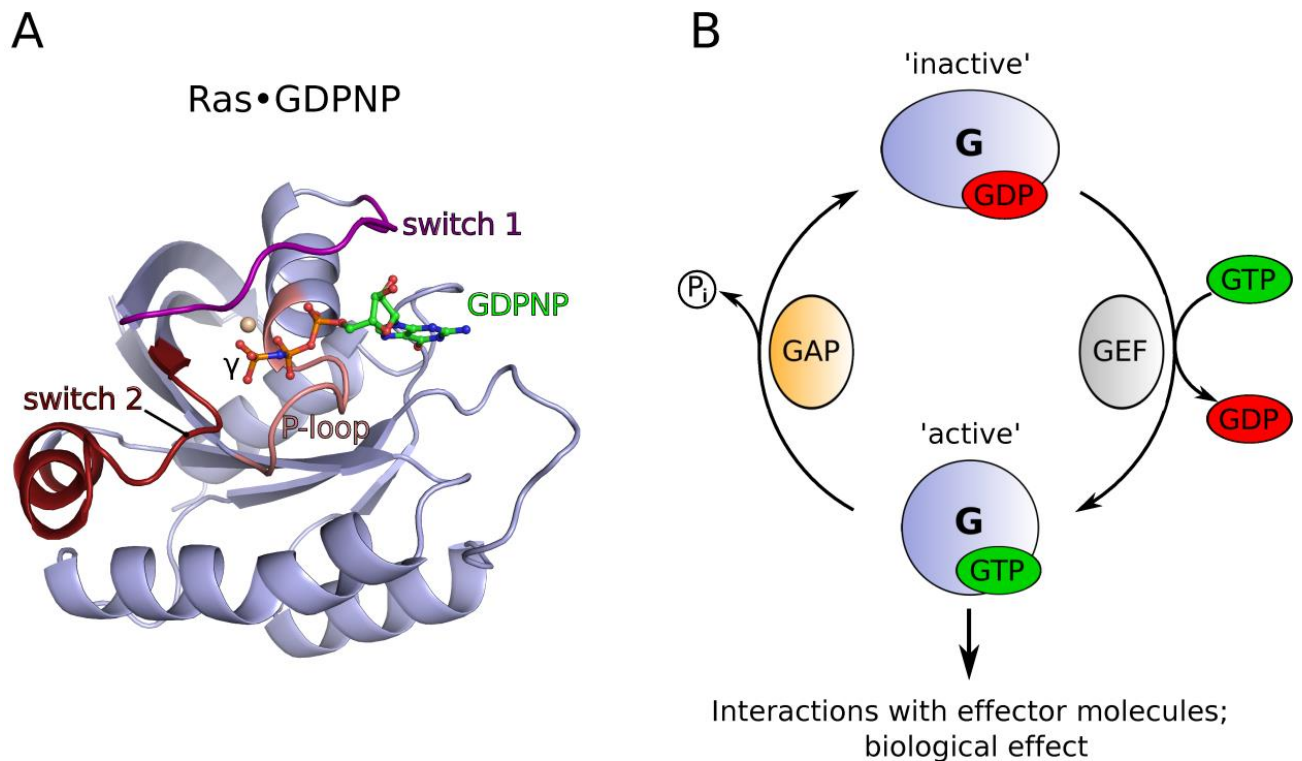 A
Ras•GDPNP
switch 1
GDPNP
γ
switch 2
P-loop
B
'inactive'
G
GDP
Pi
GTP
GAP
GEF
GDP
'active'
G
GTP
Interactions with effector molecules;
biological effect